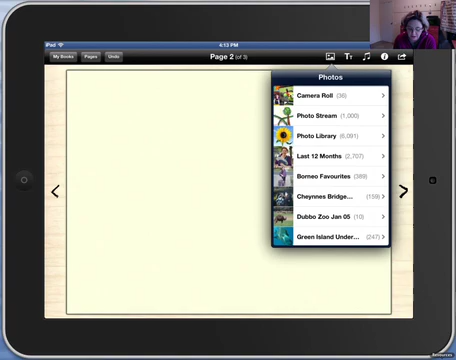 iPad
4:13 PM
My Books
Pages
Undo
Page 2 (of 3)
Photos
Camera Roll (36)
Photo Stream (1,000)
Photo Library (6,091)
Last 12 Months (2,707)
Borneo Favourites (389)
Cheynnes Bridge... (159)
Dubbo Zoo Jan 05 (10)
Green Island Under... (247)
Resources